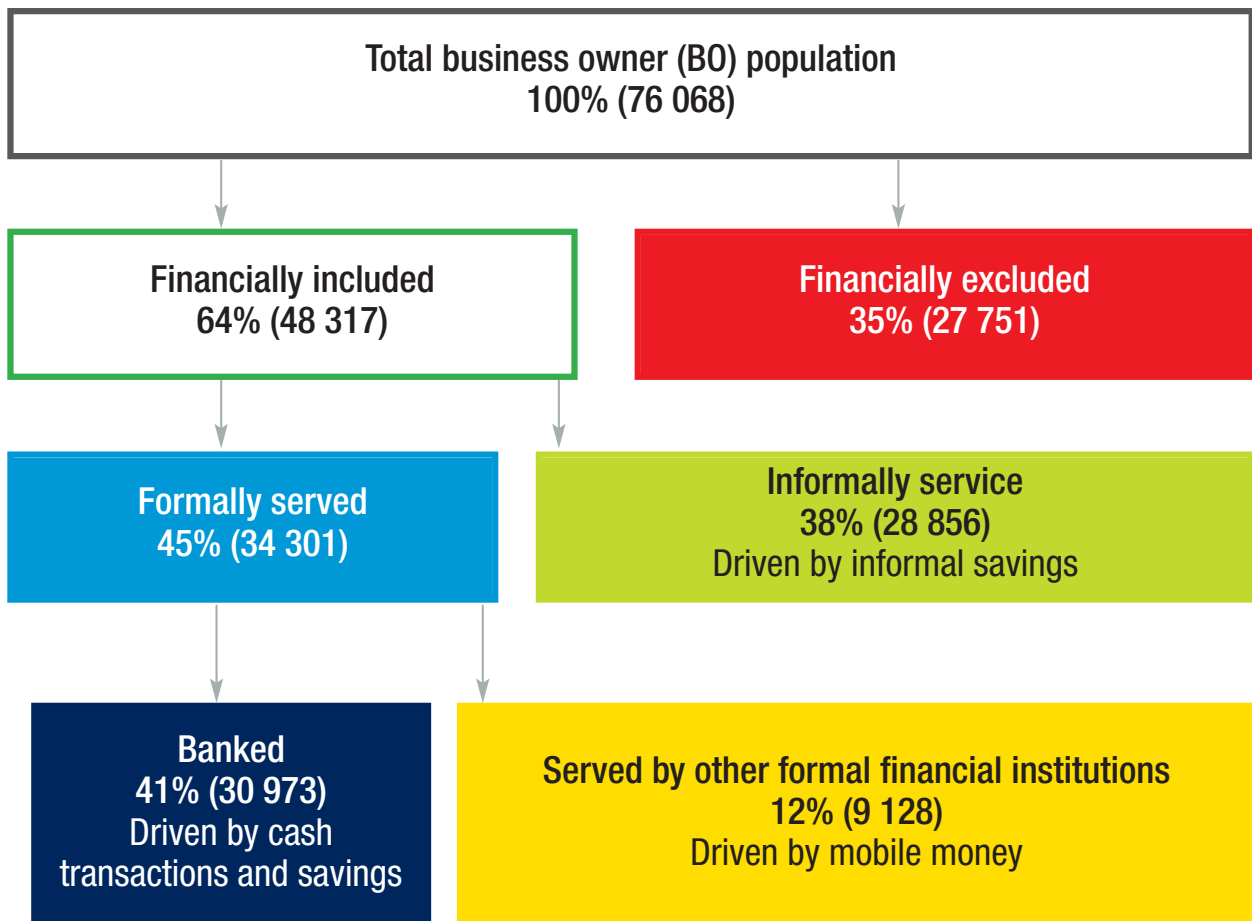 Total business owner (BO) population
100% (76 068)
Financially included
64% (48 317)
Financially excluded
35% (27 751)
Formally served
45% (34 301)
Informally service
38% (28 856)
Driven by informal savings
Banked
41% (30 973)
Driven by cash
transactions and savings
Served by other formal financial institutions
12% (9 128)
Driven by mobile money